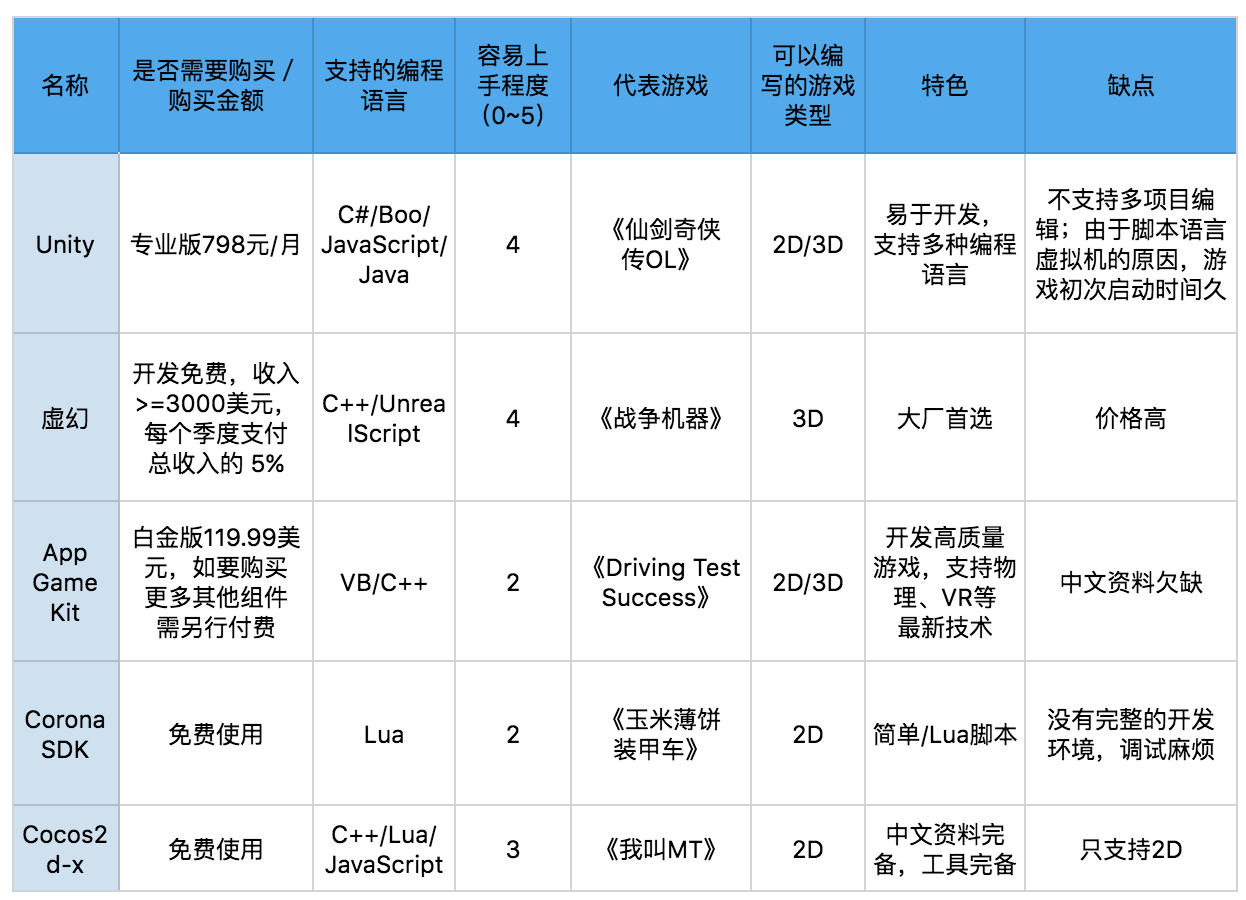 名称
是否需要购买 /
购买金额
支持的编程
语言
容易上
手程度
（0~5）
代表游戏
可以编
写的游戏
类型
特色
缺点
Unity
专业版798元/月
C#/Boo/
JavaScript/
Java
4
《仙剑奇侠
传OL》
2D/3D
易于开发，
支持多种编程
语言
不支持多项目编
辑；由于脚本语言
虚拟机的原因，游
戏初次启动时间久
虚幻
开发免费，收入
>=3000美元，
每个季度支付
总收入的 5%
C++/Unrea
lScript
4
《战争机器》
3D
大厂首选
价格高
App
Game
Kit
白金版119.99美
元，如要购买
更多其他组件
需另行付费
VB/C++
2
《Driving Test
Success》
2D/3D
开发高质量
游戏，支持物
理、VR等
最新技术
中文资料欠缺
Corona
SDK
免费使用
Lua
2
《玉米薄饼
装甲车》
2D
简单/Lua脚本
没有完整的开发
环境，调试麻烦
Cocos2
d-x
免费使用
C++/Lua/
JavaScript
3
《我叫MT》
2D
中文资料完
备，工具完备
只支持2D